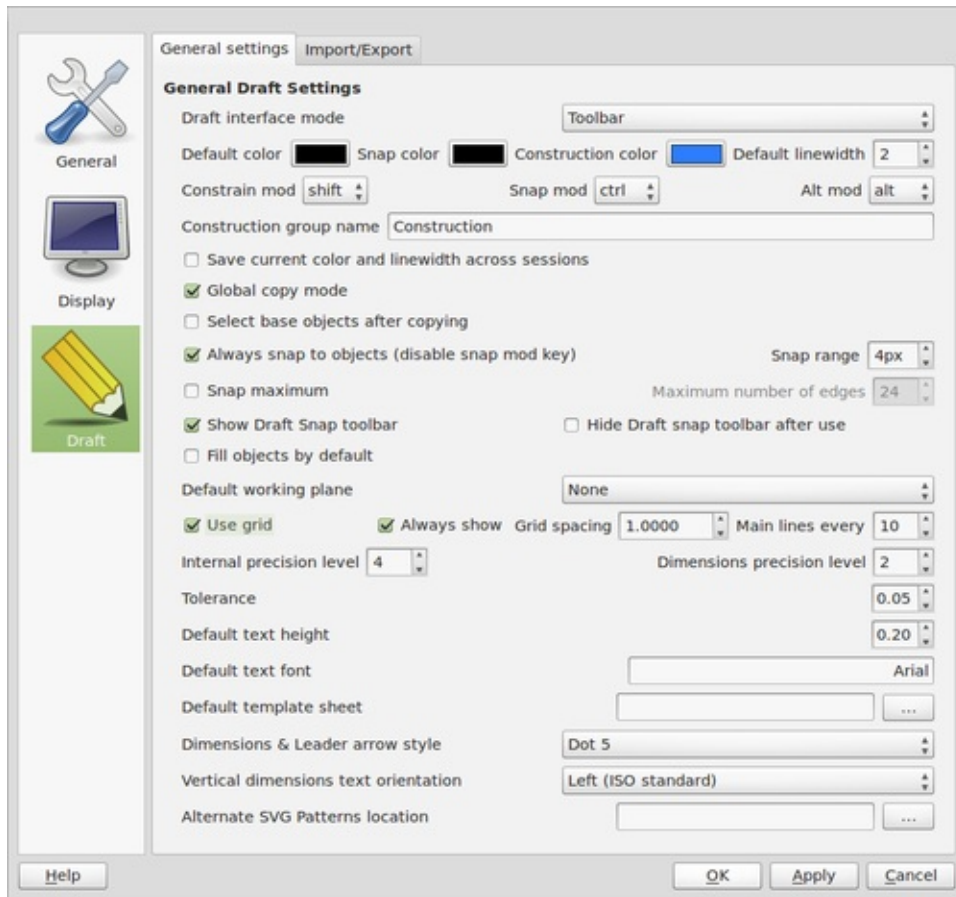 General settings Import/Export
General Draft Settings
Draft interface mode Toolbar
Default color Snap color Construction color Default linewidth 2
General
Constrain mod shift Snap mod ctrl Alt mod alt
Construction group name Construction
Save current color and linewidth across sessions
Global copy mode
Display
Select base objects after copying
Always snap to objects (disable snap mod key) Snap range 4px
Snap maximum Maximum number of edges 24
Show Draft Snap toolbar Hide Draft snap toolbar after use
Draft
Fill objects by default
Default working plane None
Use grid Always show Grid spacing 1.0000 Main lines every 10
Internal precision level 4 Dimensions precision level 2
Tolerance 0.05
Default text height 0.20
Default text font Arial
Default template sheet ...
Dimensions & Leader arrow style Dot 5
Vertical dimensions text orientation Left (ISO standard)
Alternate SVG Patterns location ...
Help OK Apply Cancel